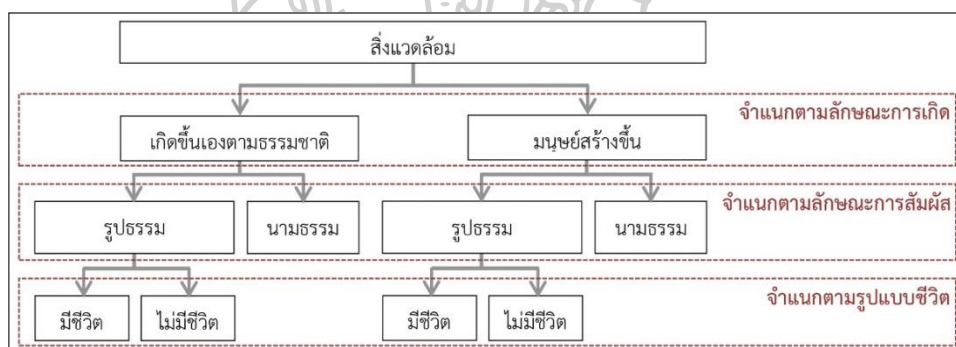 สิ่งแวดล้อม
จำแนกตามลักษณะการเกิด
เกิดขึ้นเองตามธรรมชาติ
มนุษย์สร้างขึ้น
จำแนกตามลักษณะการสัมผัส
รูปธรรม
นามธรรม
รูปธรรม
นามธรรม
จำแนกตามรูปแบบชีวิต
มีชีวิต
ไม่มีชีวิต
มีชีวิต
ไม่มีชีวิต